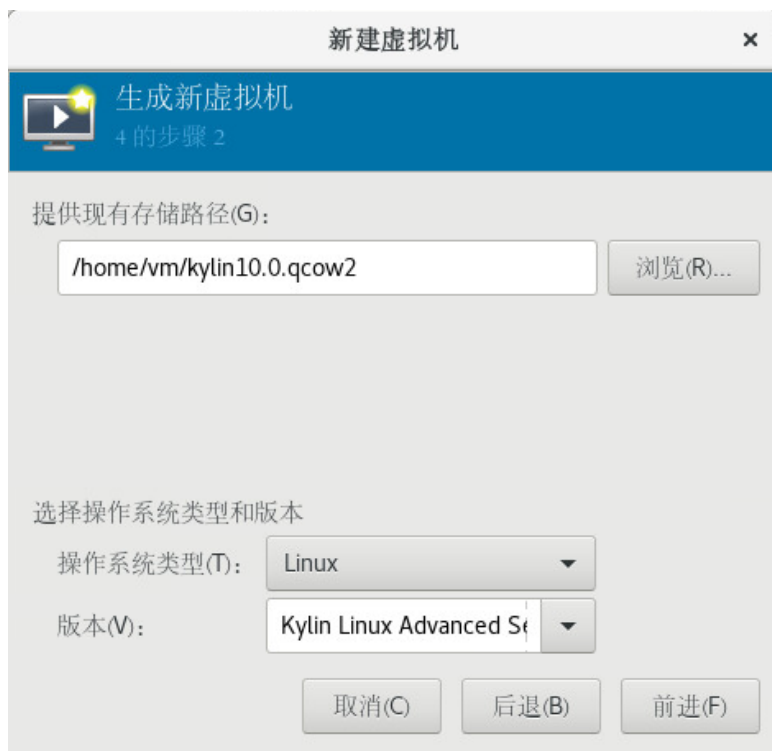 新建虚拟机 ×
生成新虚拟机
4 的步骤 2
提供现有存储路径(G):
/home/vm/kylin10.0.qcow2 浏览(R)...
选择操作系统类型和版本
操作系统类型(T): Linux
版本(V): Kylin Linux Advanced Se
取消(C) 后退(B) 前进(F)